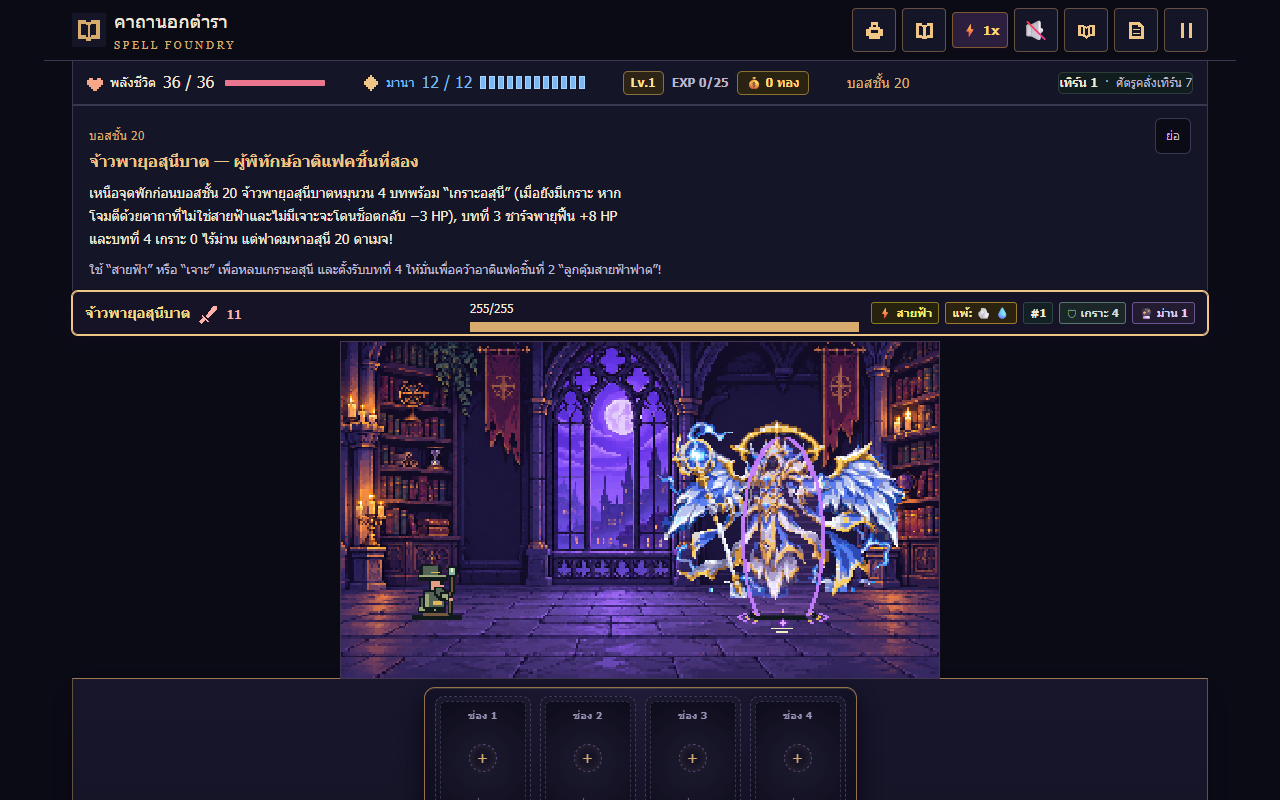 คาถานอกตำรา
SPELL FOUNDRY
1x
พลังชีวิต 36 / 36
มานา 12 / 12
Lv.1
EXP 0/25
0 ทอง
บอสชั้น 20
เทิร์น 1 · ศัตรูคลั่งเทิร์น 7
บอสชั้น 20
ย่อ
จ้าวพายุอสุนีบาต — ผู้พิทักษ์อาติแฟคชิ้นที่สอง
เหนือจุดพักก่อนบอสชั้น 20 จ้าวพายุอสุนีบาตหมุนวน 4 บทพร้อม “เกราะอสุนี” (เมื่อยังมีเกราะ หาก
โจมตีด้วยคาถาที่ไม่ใช่สายฟ้าและไม่มีเจาะจะโดนช็อตกลับ −3 HP), บทที่ 3 ชาร์จพายุฟื้น +8 HP
และบทที่ 4 เกราะ 0 ไร้ม่าน แต่ฟาดมหาอสุนี 20 ดาเมจ!
ใช้ “สายฟ้า” หรือ “เจาะ” เพื่อหลบเกราะอสุนี และตั้งรับบทที่ 4 ให้มั่นเพื่อคว้าอาติแฟคชิ้นที่ 2 “ลูกตุ้มสายฟ้าฟาด”!
จ้าวพายุอสุนีบาต 11
255/255
สายฟ้า
แพ้:
#1
เกราะ 4
ม่าน 1
ช่อง 1
ช่อง 2
ช่อง 3
ช่อง 4
+
+
+
+